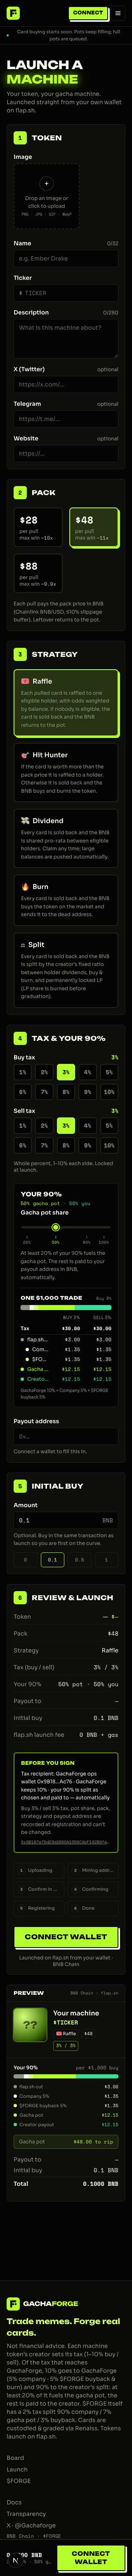 F
CONNECT
Card buying starts soon. Pots keep filling; full pots are queued.
LAUNCH A
MACHINE
Your token, your gacha machine. Launched straight from your own wallet on flap.sh.
1 TOKEN
Image
+
Drop an image or click to upload
PNG · JPG · GIF · WebP
Name 0/32
e.g. Ember Drake
Ticker
$ TICKER
Description 0/280
What is this machine about?
X (Twitter) optional
https://x.com/…
Telegram optional
https://t.me/…
Website optional
https://…
2 PACK
$28
per pull
max win ~10x
$48
per pull
max win ~11x
$88
per pull
max win ~9.9x
Each pull pays the pack price in BNB (Chainlink BNB/USD, ≤10% slippage buffer). Leftover returns to the pot.
3 STRATEGY
Raffle
Each pulled card is raffled to one eligible holder, with odds weighted by balance. If nobody is eligible, the card is sold back and the BNB returns to the pot.
Hit Hunter
If the card is worth more than the pack price it is raffled to a holder. Otherwise it is sold back and the BNB buys and burns the token.
Dividend
Every card is sold back and the BNB is shared pro-rata between eligible holders. Claim any time; large balances are pushed automatically.
Burn
Every card is sold back and the BNB buys the token on the market and sends it to the dead address.
Split
Every card is sold back and the BNB is split by the machine's fixed ratio between holder dividends, buy & burn, and permanently locked LP (LP is burned before graduation).
4 TAX & YOUR 90%
Buy tax 3%
1% 2% 3% 4% 5%
6% 7% 8% 9% 10%
Sell tax 3%
1% 2% 3% 4% 5%
6% 7% 8% 9% 10%
Whole percent, 1–10% each side. Locked at launch.
YOUR 90%
50% gacha pot · 50% you
Gacha pot share
20% 50% 80% 100%
At least 20% of your 90% fuels the gacha pot. The rest is paid to your payout address in BNB, automatically.
ONE $1,000 TRADE Buy 3%
BUY 3% SELL 3%
Tax $30.00 $30.00
flap.sh… $3.00 $3.00
Com… $1.35 $1.35
$FO… $1.35 $1.35
Gacha … $12.15 $12.15
Creato… $12.15 $12.15
GachaForge 10% = Company 5% + $FORGE buyback 5%
Payout address
0x…
Connect a wallet to fill this in.
5 INITIAL BUY
Amount
0.1 BNB
Optional. Buy in the same transaction as launch so you are first on the curve.
0 0.1 0.5 1
6 REVIEW & LAUNCH
Token — $—
Pack $48
Strategy Raffle
Tax (buy / sell) 3% / 3%
Your 90% 50% pot · 50% you
Payout to —
Initial buy 0.1 BNB
flap.sh launch fee 0 BNB + gas
BEFORE YOU SIGN
Buy 3% / sell 3% tax, pot share, pack, strategy and payout address are recorded at registration and can't be changed.
1 Uploading
2 Mining addr…
3 Confirm in …
4 Confirming
5 Registering
6 Done
CONNECT WALLET
Launched on flap.sh from your wallet · BNB Chain
PREVIEW BNB Chain · flap.sh
??
Your machine
$TICKER
Raffle $48
3% / 3%
Your 90% per $1,000 buy
flap.sh cut $3.00
Company 5% $1.35
$FORGE buyback 5% $1.35
Gacha pot $12.15
Creator payout $12.15
Gacha pot $48.00 to rip
Payout to —
Initial buy 0.1 BNB
Total 0.1000 BNB
F GACHAFORGE
Trade memes. Forge real cards.
Not financial advice. Each machine token's creator sets its tax (1–10% buy / sell). Of the tax that reaches GachaForge, 10% goes to GachaForge (5% company · 5% $FORGE buyback & burn) and 90% to the creator's split: at least 20% of it fuels the gacha pot, the rest is paid to the creator. $FORGE itself has a 2% tax split 90% company / 7% gacha pot / 3% buyback. Cards are custodied & graded via Renaiss. Tokens launch on flap.sh.
Board
Launch
$FORGE
Docs
Transparency
X · @Gachaforge
BNB Chain · $FORGE
N
CONNECT WALLET